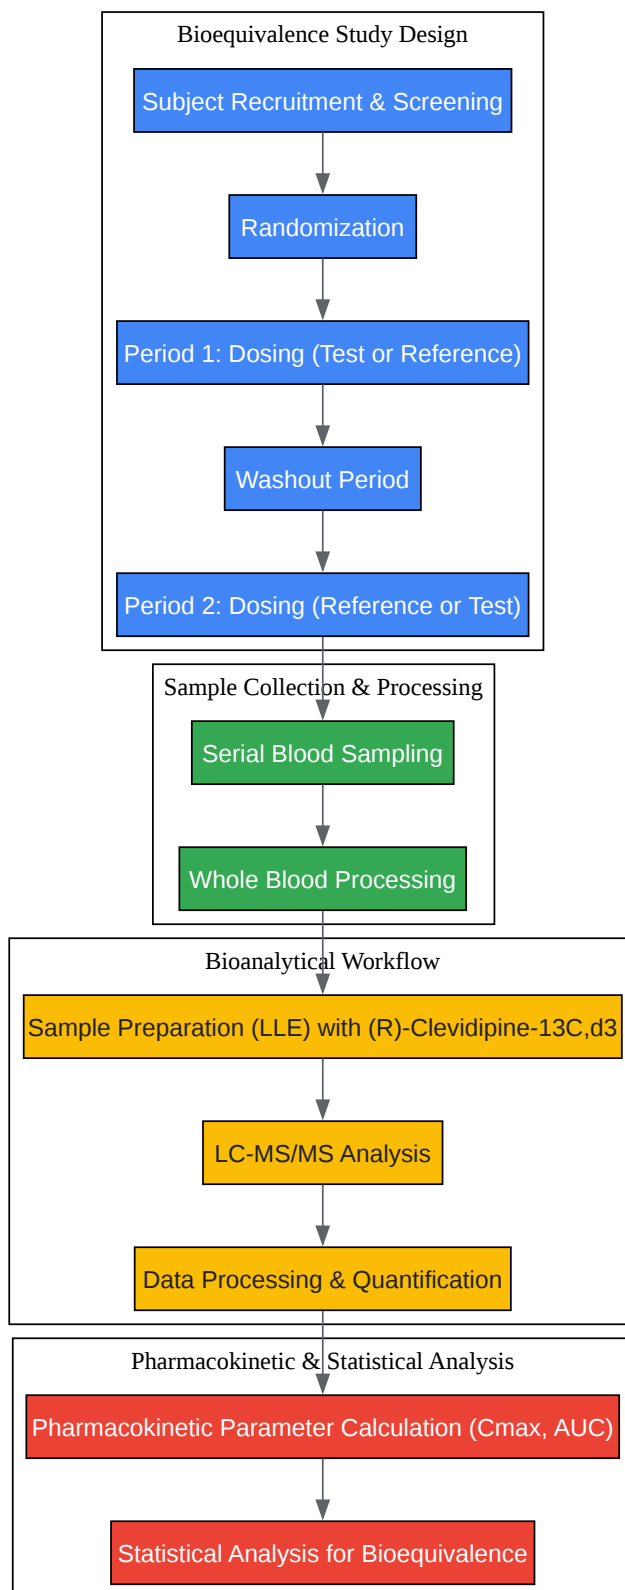 Bioequivalence Study Design
Subject Recruitment & Screening
Randomization
Period 1: Dosing (Test or Reference)
Washout Period
Period 2: Dosing (Reference or Test)
Sample Collection & Processing
Serial Blood Sampling
Whole Blood Processing
Bioanalytical Workflow
Sample Preparation (LLE) with (R)-Clevidipine-13C,d3
LC-MS/MS Analysis
Data Processing & Quantification
Pharmacokinetic & Statistical Analysis
Pharmacokinetic Parameter Calculation (Cmax, AUC)
Statistical Analysis for Bioequivalence